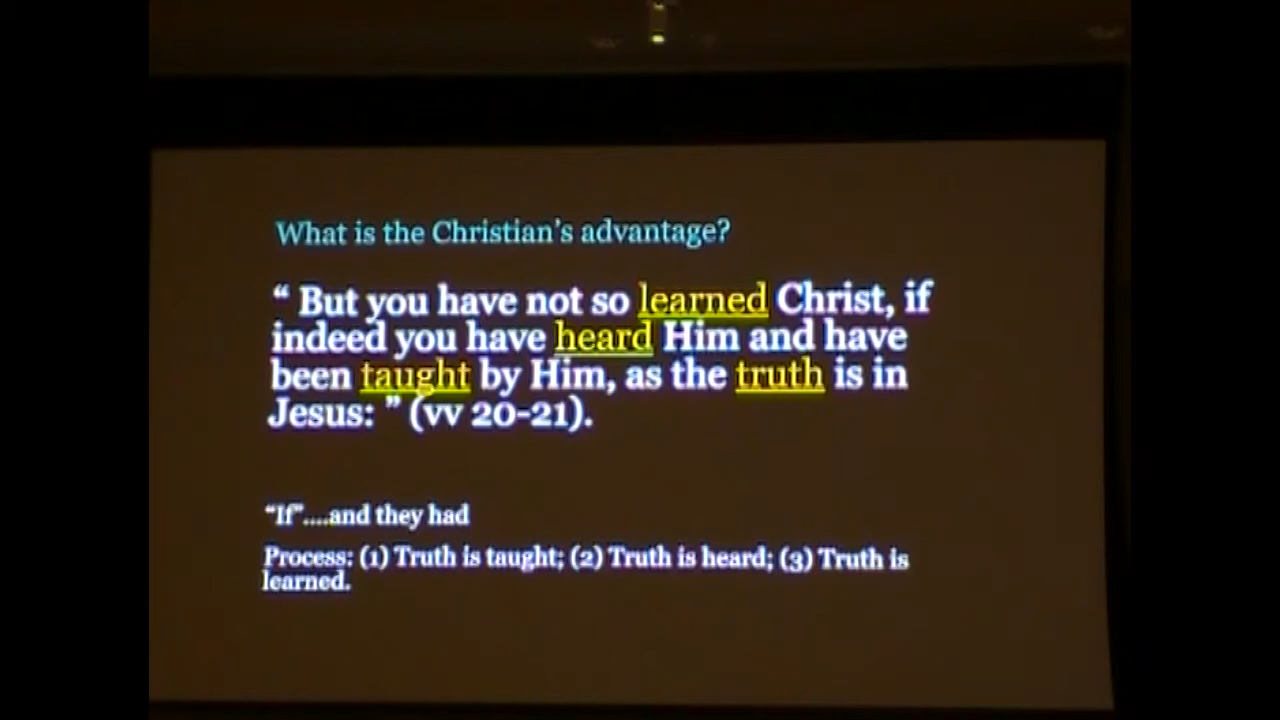 What is the Christian's advantage?
“ But you have not so learned Christ, if
indeed you have heard Him and have
been taught by Him, as the truth is in
Jesus: ” (vv 20-21).
“If”....and they had
Process: (1) Truth is taught; (2) Truth is heard; (3) Truth is
learned.